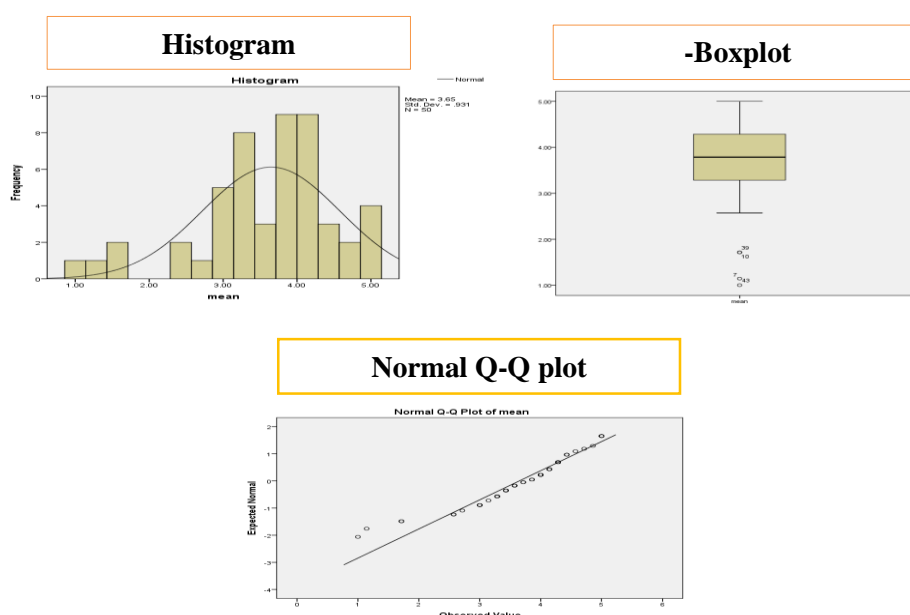 Histogram
-Boxplot
Histogram
Normal
Mean = 3.65
Std. Dev. = .931
N = 50
Frequency
10
8
6
4
2
0
1.00 2.00 3.00 4.00 5.00
mean
5.00
4.00
3.00
2.00
1.00
39
10
7
43
mean
Normal Q-Q plot
Normal Q-Q Plot of mean
Expected Normal
2
1
0
-1
-2
-3
-4
0 1 2 3 4 5 6
Observed Value